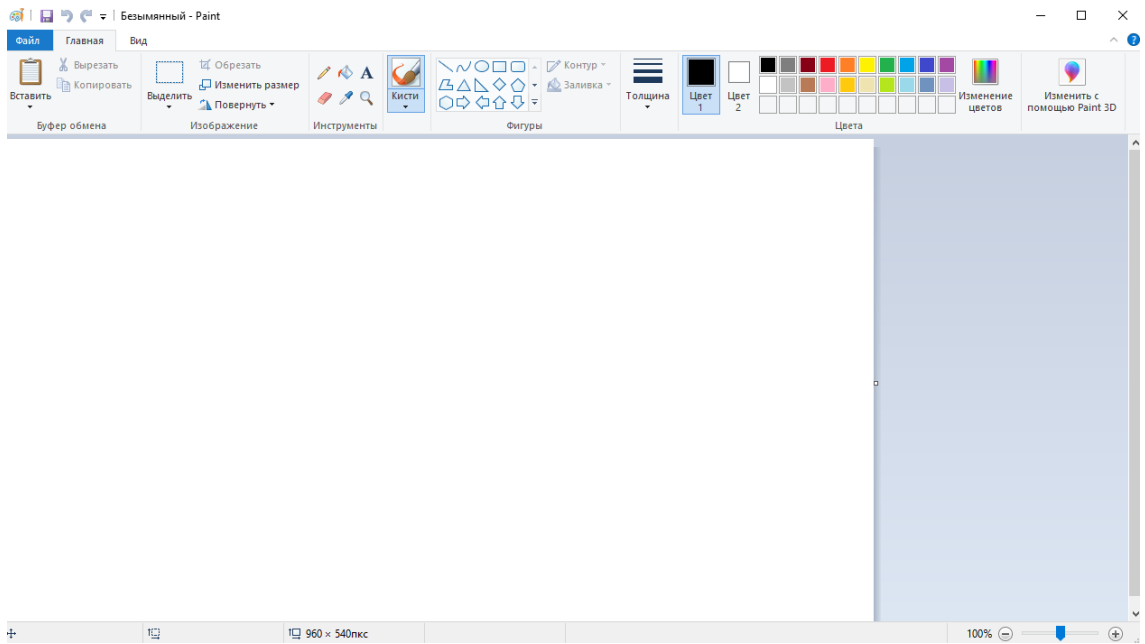 Безымянный - Paint
Файл Главная Вид
Вставить
Вырезать
Копировать
Буфер обмена
Выделить
Обрезать
Изменить размер
Повернуть
Изображение
A
Инструменты
Кисти
Контур
Заливка
Фигуры
Толщина
Цвет
1
Цвет
2
Изменение
цветов
Цвета
Изменить с
помощью Paint 3D
960 × 540пкс
100%